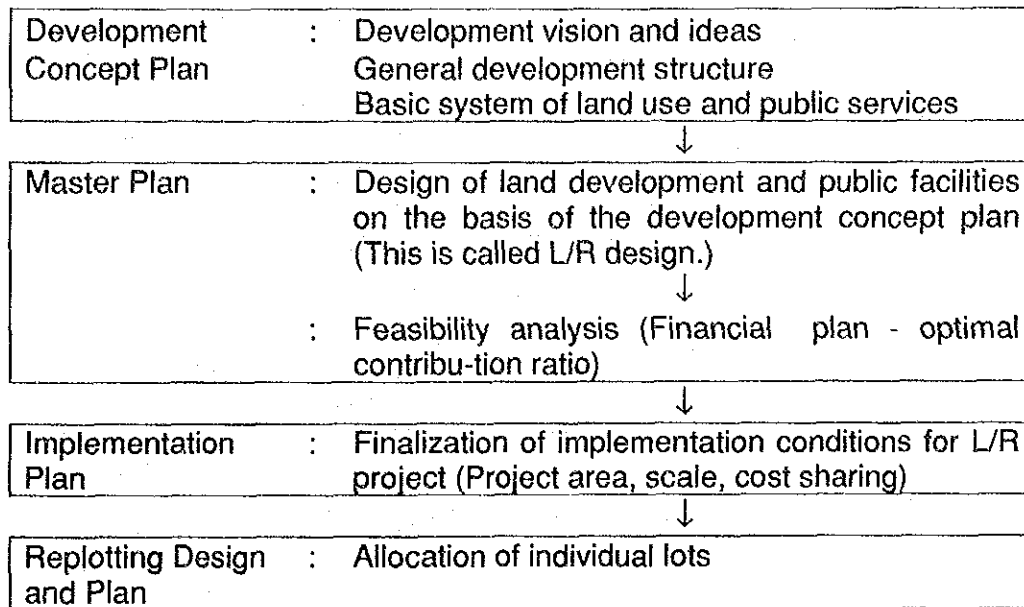 Development : Development vision and ideas
Concept Plan General development structure
Basic system of land use and public services
↓
Master Plan : Design of land development and public facilities
on the basis of the development concept plan
(This is called L/R design.)
↓
: Feasibility analysis (Financial plan - optimal
contribu-tion ratio)
↓
Implementation : Finalization of implementation conditions for L/R
Plan project (Project area, scale, cost sharing)
↓
Replotting Design : Allocation of individual lots
and Plan